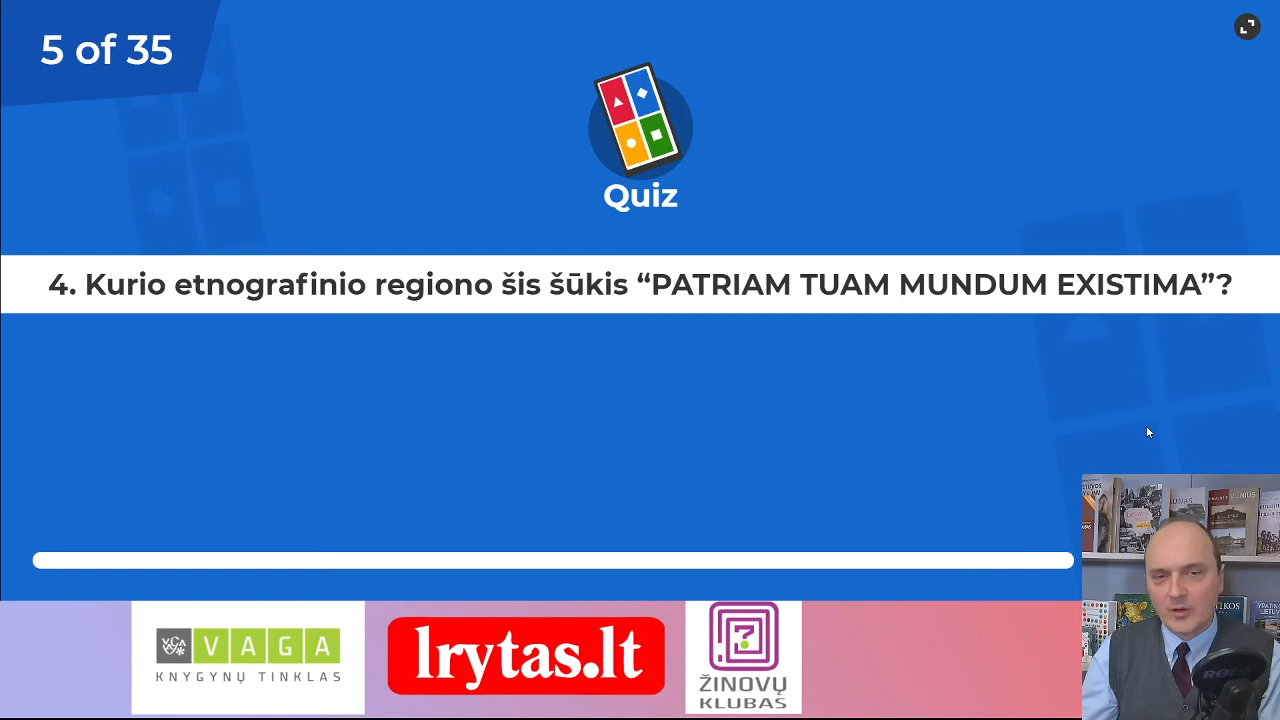 5 of 35
Quiz
4. Kurio etnografinio regiono šis šūkis “PATRIAM TUAM MUNDUM EXISTIMA”?
VAGA
KNYGYNŲ TINKLAS
lrytas.lt
ŽINOVŲ
KLUBAS
VILNIUS